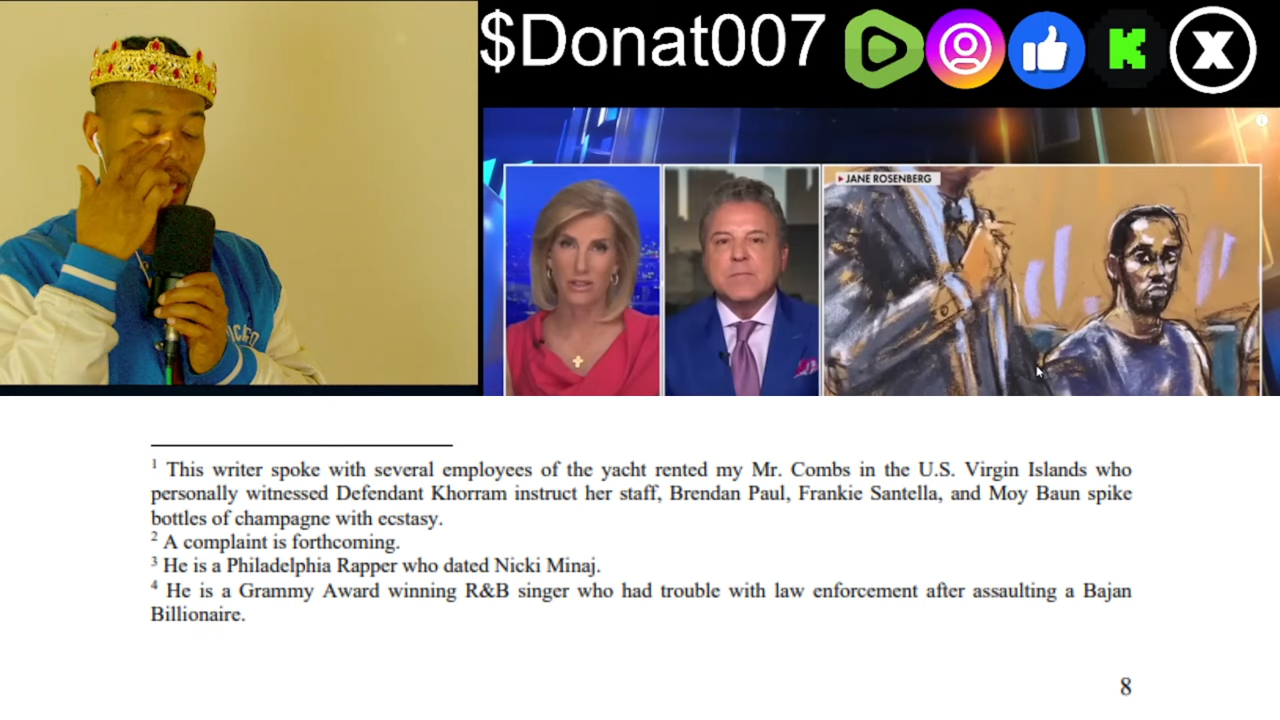 $Donat007
JANE ROSENBERG
1 This writer spoke with several employees of the yacht rented my Mr. Combs in the U.S. Virgin Islands who
personally witnessed Defendant Khorram instruct her staff, Brendan Paul, Frankie Santella, and Moy Baun spike
bottles of champagne with ecstasy.
2 A complaint is forthcoming.
3 He is a Philadelphia Rapper who dated Nicki Minaj.
4 He is a Grammy Award winning R&B singer who had trouble with law enforcement after assaulting a Bajan
Billionaire.
8